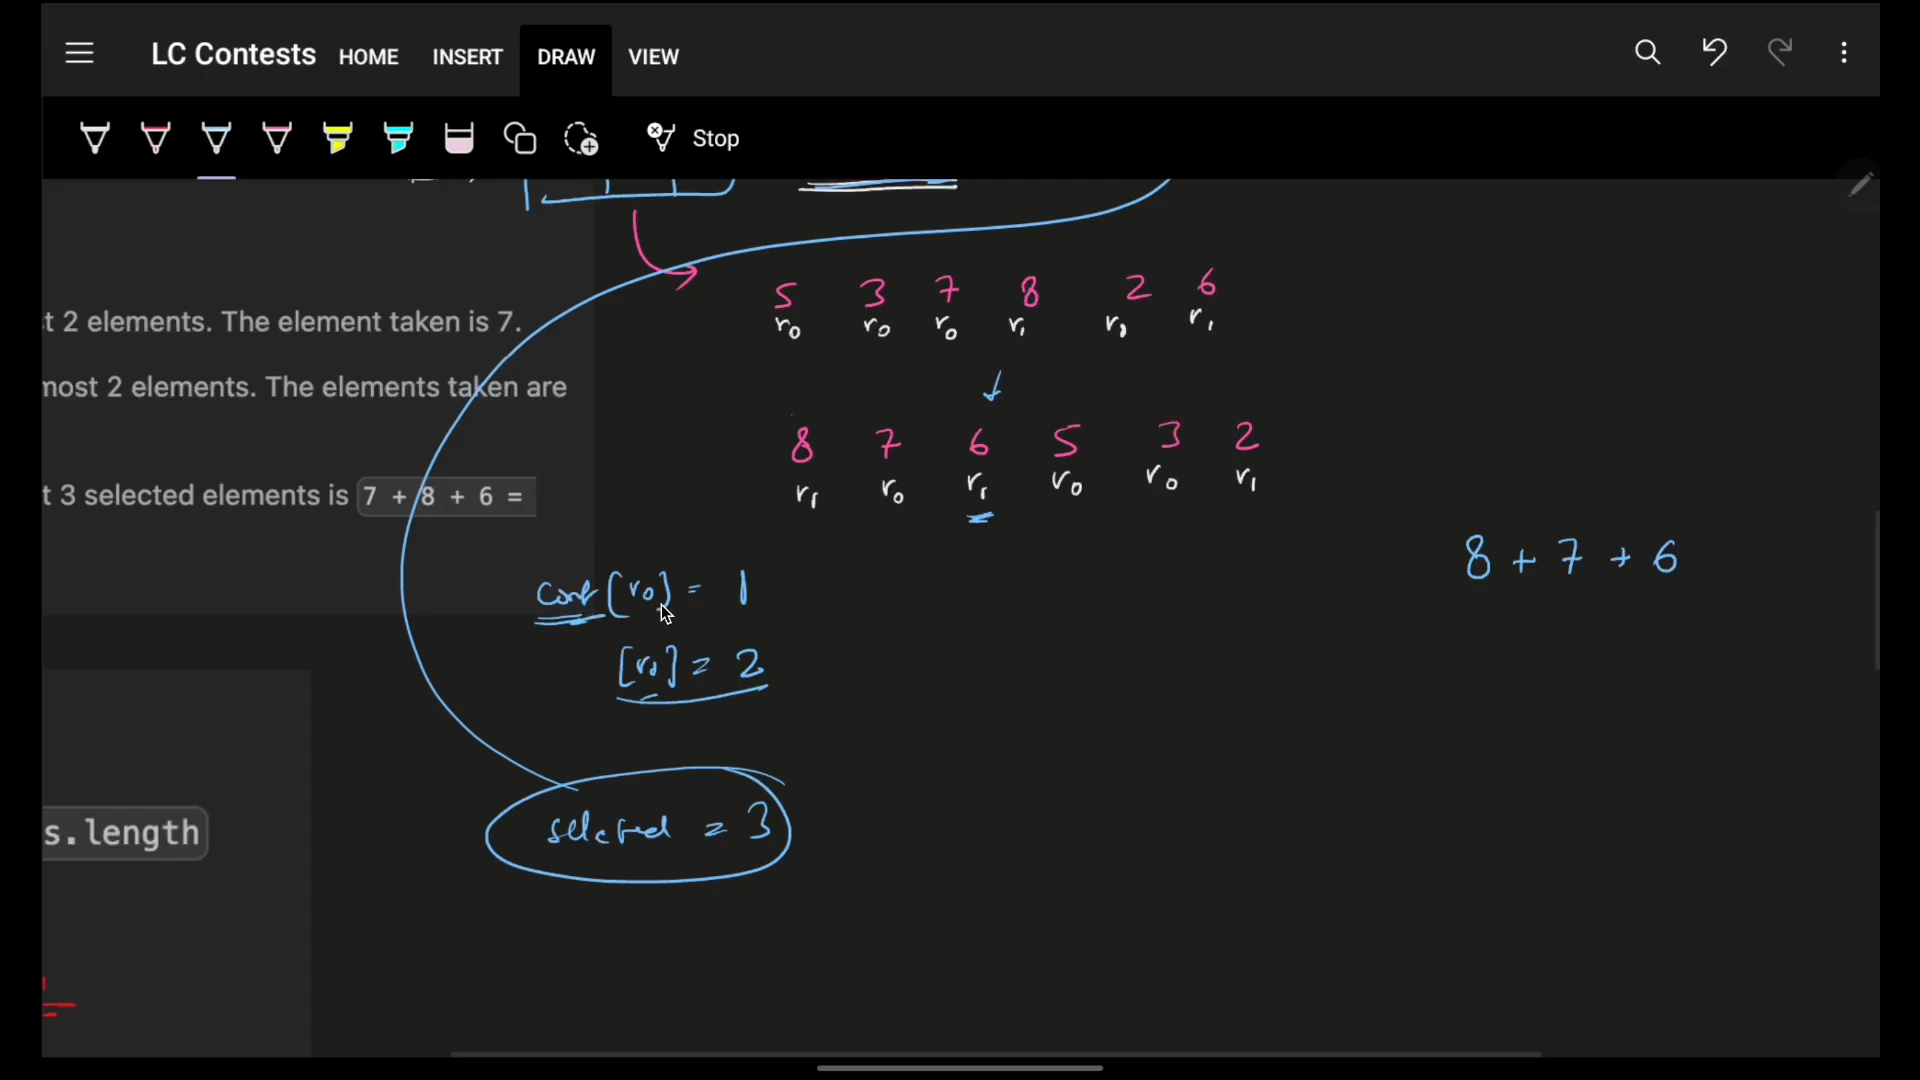 LC Contests HOME INSERT DRAW VIEW
Stop
5 3 7 8 2 6
r0 r0 r0 r1 r1 r1
t 2 elements. The element taken is 7.
nost 2 elements. The elements taken are
8 7 6 5 3 2
r1 r0 r1 r0 r0 r1
t 3 selected elements is 7 + 8 + 6 =
8 + 7 + 6
cont [r0] = 1
[r1] = 2
selected = 3
s.length